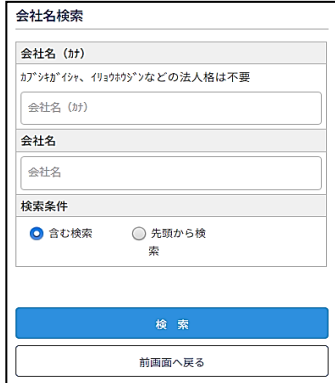 会社名検索
会社名（ｶﾅ）
ｶﾌﾞｼｷｶﾞｲｼｬ、ｲﾘｮｳﾎｳｼﾞﾝなどの法人格は不要
会社名（ｶﾅ）
会社名
会社名
検索条件
含む検索
先頭から検
索
検　索
前画面へ戻る